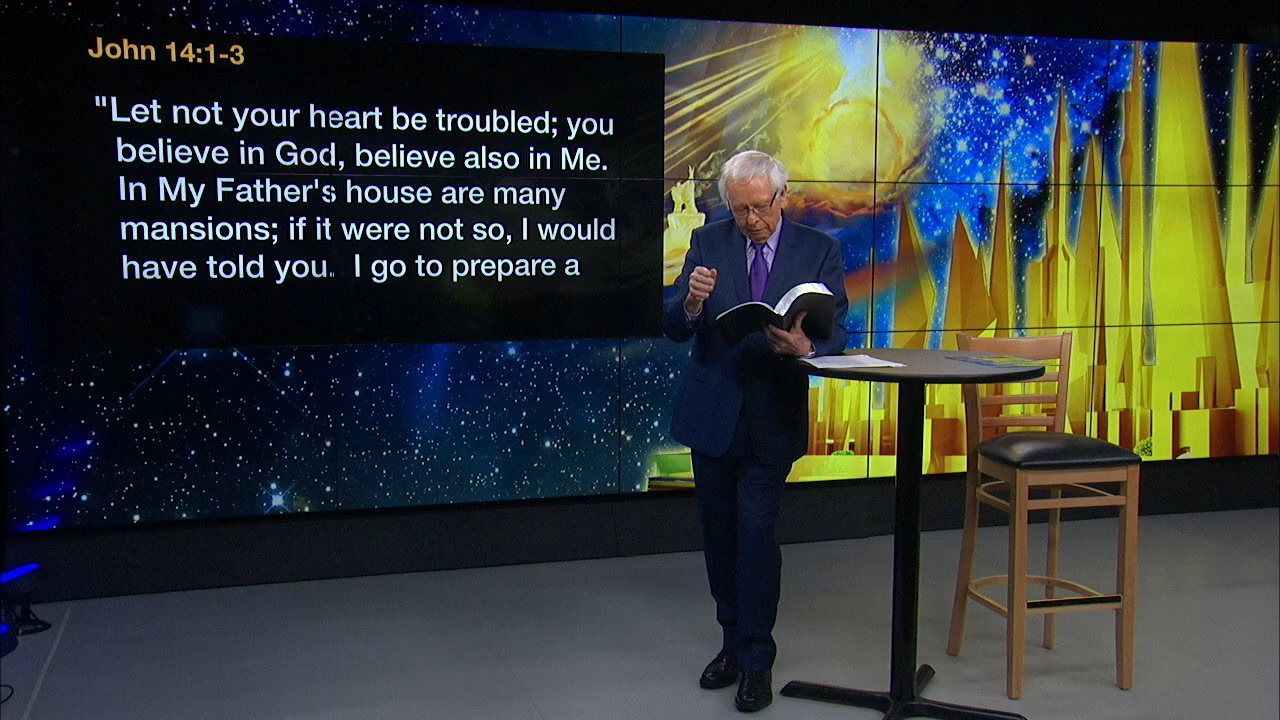 John 14:1-3
"Let not your heart be troubled; you
believe in God, believe also in Me.
In My Father's house are many
mansions; if it were not so, I would
have told you. I go to prepare a